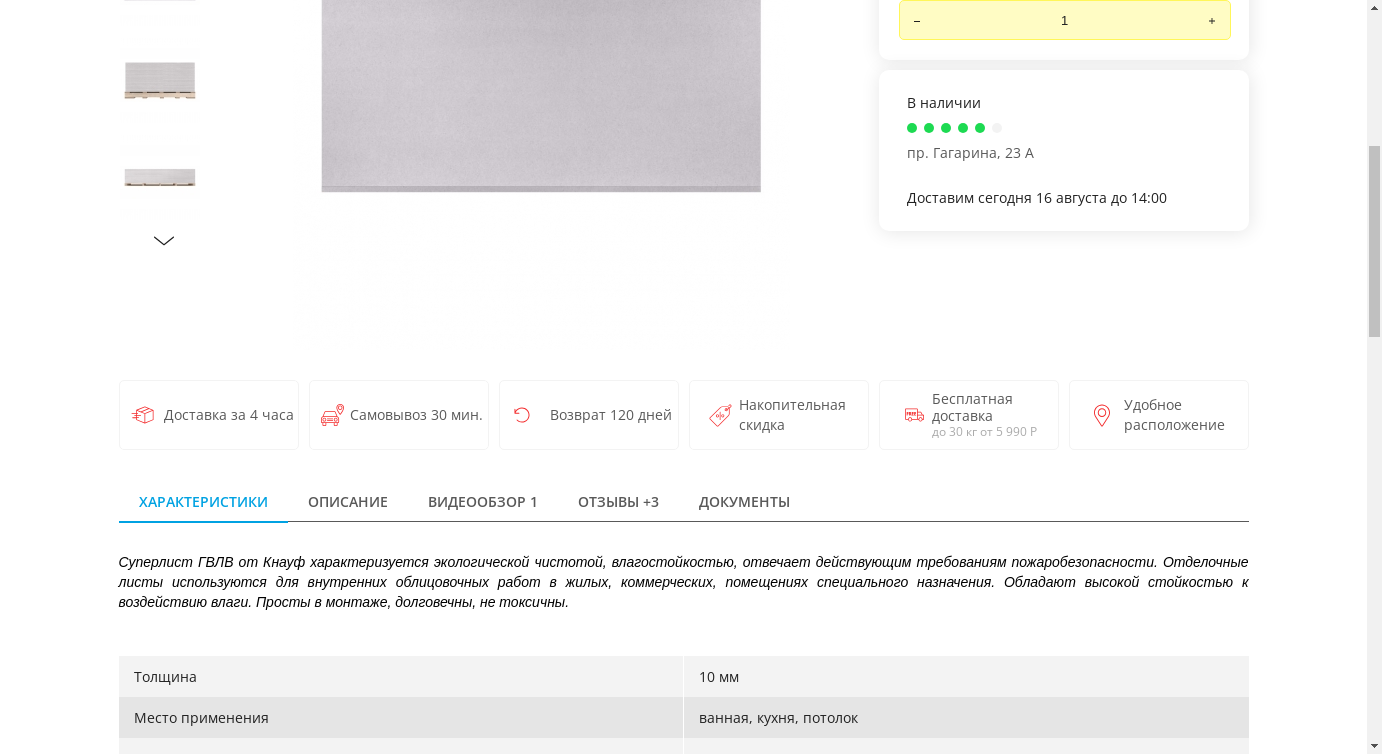 – 1 +
В наличии
пр. Гагарина, 23 А
Доставим сегодня 16 августа до 14:00
Доставка за 4 часа
Самовывоз 30 мин.
Возврат 120 дней
Накопительная
скидка
Бесплатная
доставка
до 30 кг от 5 990 Р
Удобное
расположение
ХАРАКТЕРИСТИКИ ОПИСАНИЕ ВИДЕООБЗОР 1 ОТЗЫВЫ +3 ДОКУМЕНТЫ
Суперлист ГВЛВ от Кнауф характеризуется экологической чистотой, влагостойкостью, отвечает действующим требованиям пожаробезопасности. Отделочные
листы используются для внутренних облицовочных работ в жилых, коммерческих, помещениях специального назначения. Обладают высокой стойкостью к
воздействию влаги. Просты в монтаже, долговечны, не токсичны.
Толщина 10 мм
Место применения ванная, кухня, потолок